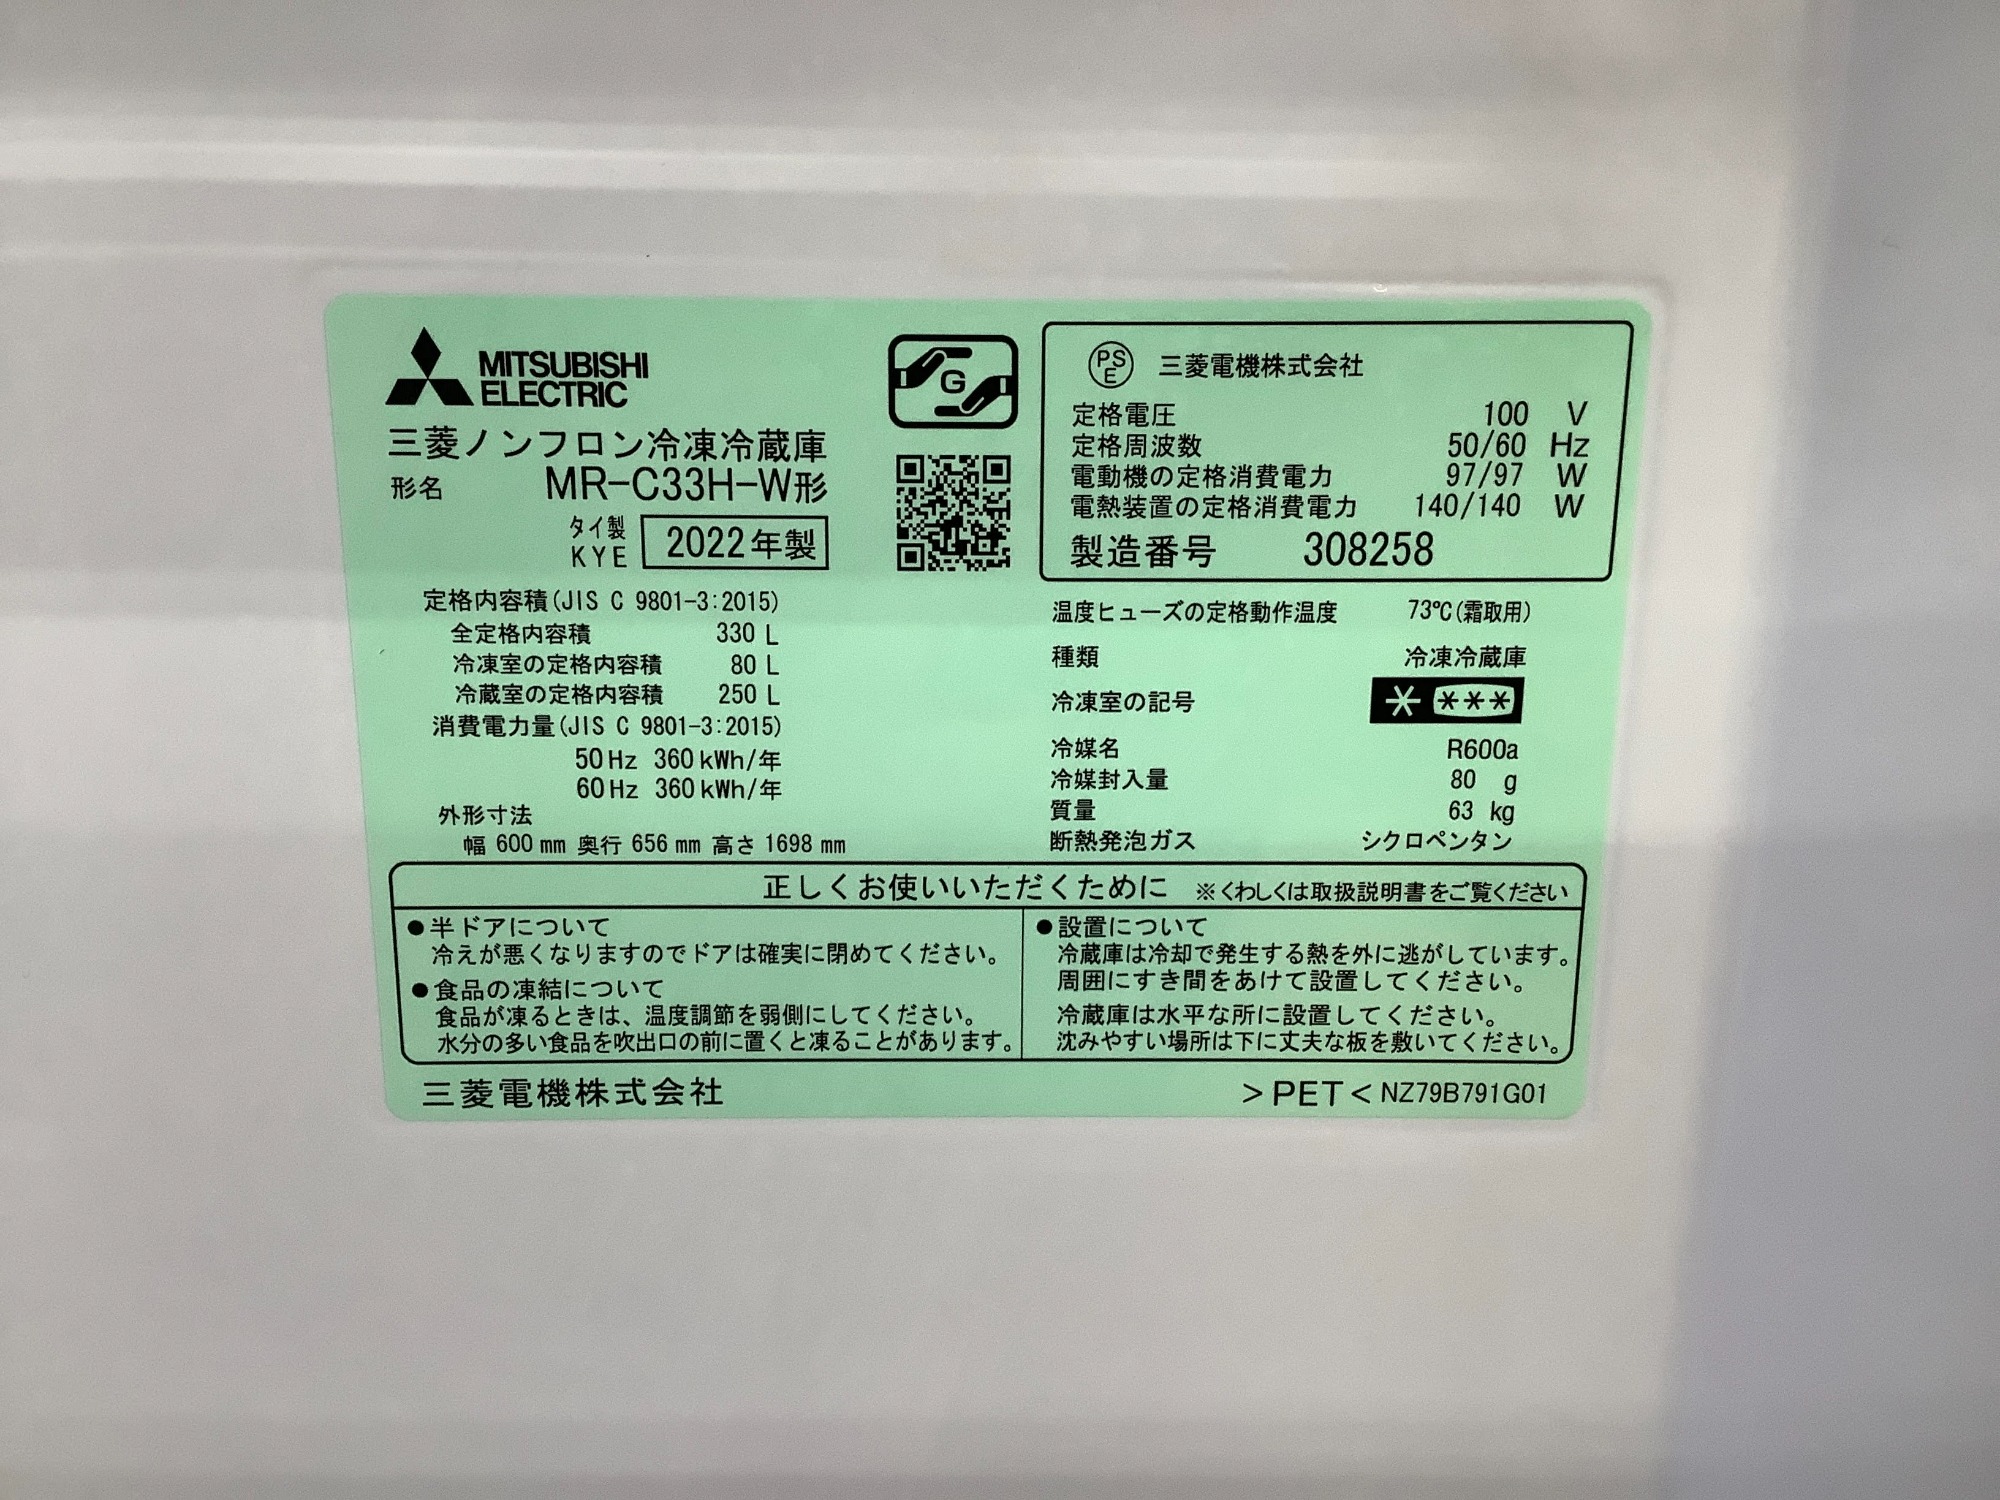 MITSUBISHI
ELECTRIC
三菱ノンフロン冷凍冷蔵庫
形名 MR-C33H-W形
タイ製
KYE 2022年製
定格内容積(JIS C 9801-3:2015)
全定格内容積 330 L
冷凍室の定格内容積 80 L
冷蔵室の定格内容積 250 L
消費電力量(JIS C 9801-3:2015)
50Hz 360kWh/年
60Hz 360kWh/年
外形寸法
幅 600 mm 奥行 656 mm 高さ 1698 mm
G
PSE 三菱電機株式会社
定格電圧 100 V
定格周波数 50/60 Hz
電動機の定格消費電力 97/97 W
電熱装置の定格消費電力 140/140 W
製造番号 308258
温度ヒューズの定格動作温度 73℃(霜取用)
種類 冷凍冷蔵庫
冷凍室の記号 * ***
冷媒名 R600a
冷媒封入量 80 g
質量 63 kg
断熱発泡ガス シクロペンタン
正しくお使いいただくために ※くわしくは取扱説明書をご覧ください
●半ドアについて
冷えが悪くなりますのでドアは確実に閉めてください。
●食品の凍結について
食品が凍るときは、温度調節を弱側にしてください。
水分の多い食品を吹出口の前に置くと凍ることがあります。
●設置について
冷蔵庫は冷却で発生する熱を外に逃がしています。
周囲にすき間をあけて設置してください。
冷蔵庫は水平な所に設置してください。
沈みやすい場所は下に丈夫な板を敷いてください。
三菱電機株式会社
>PET< NZ79B791G01